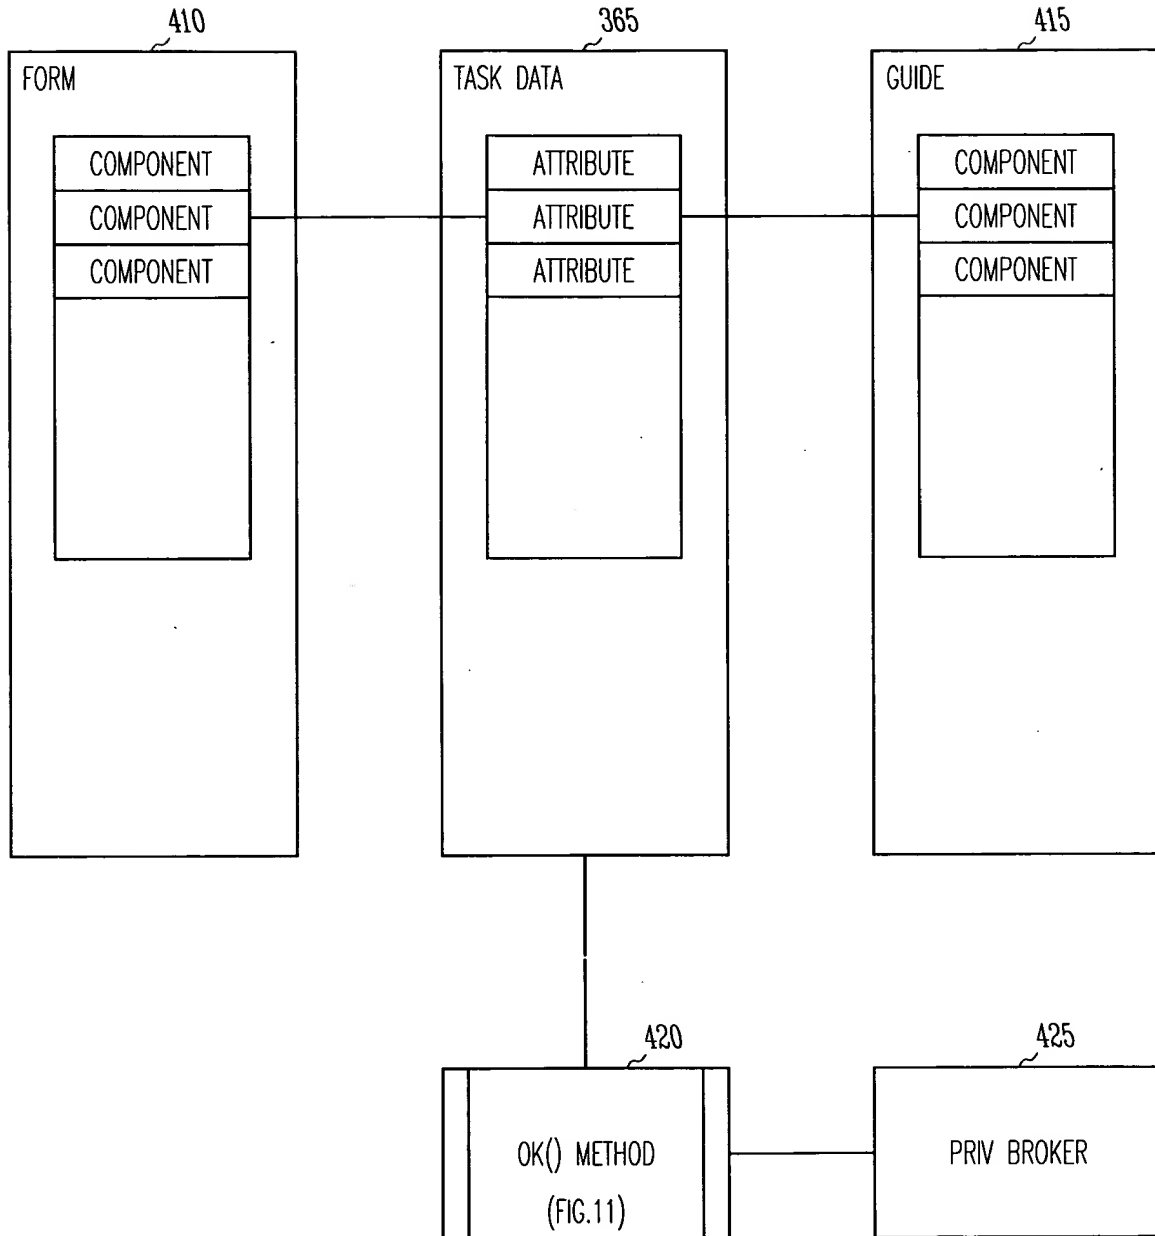 410
365
415
FORM
TASK DATA
GUIDE
COMPONENT
COMPONENT
COMPONENT
ATTRIBUTE
ATTRIBUTE
ATTRIBUTE
COMPONENT
COMPONENT
COMPONENT
420
425
OK() METHOD
(FIG.11)
PRIV BROKER